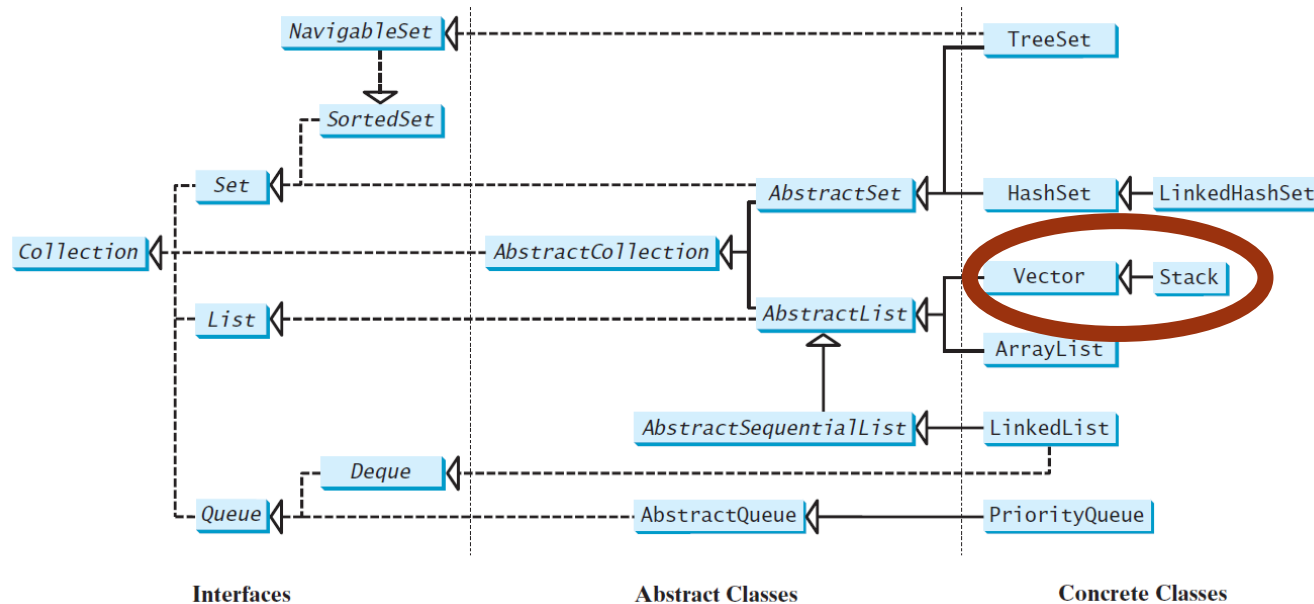 NavigableSet
TreeSet
SortedSet
Set
AbstractSet
HashSet
LinkedHashSet
Collection
AbstractCollection
Vector
Stack
List
AbstractList
ArrayList
AbstractSequentialList
LinkedList
Deque
Queue
AbstractQueue
PriorityQueue
Interfaces
Abstract Classes
Concrete Classes